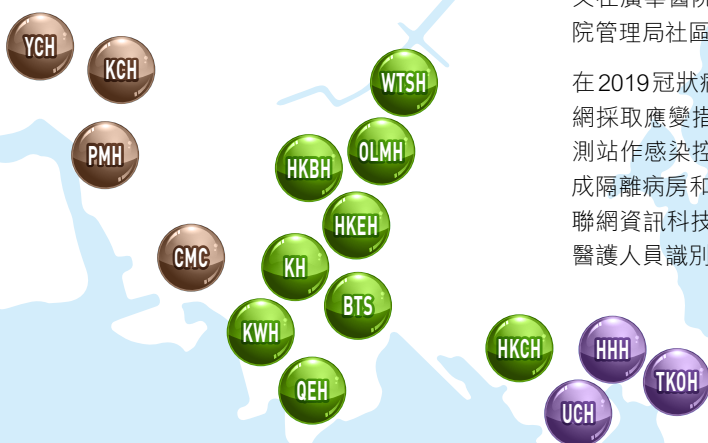 YCH
KCH
WTSH
PMH
OLMH
HKBH
HKEH
CMC
KH
BTS
KWH
HKCH
HHH
QEH
TKOH
UCH
院管理局社區
在2019冠狀病
網採取應變措
測站作感染控
成隔離病房和
聯網資訊科技
醫護人員識別